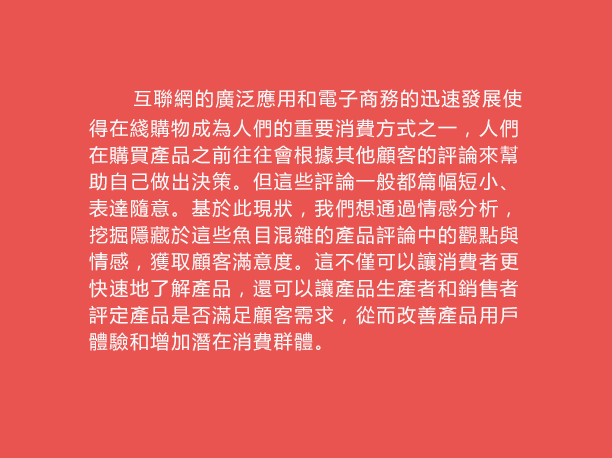 互聯網的廣泛應用和電子商務的迅速發展使
得在綫購物成為人們的重要消費方式之一，人們
在購買產品之前往往會根據其他顧客的評論來幫
助自己做出決策。但這些評論一般都篇幅短小、
表達隨意。基於此現狀，我們想通過情感分析，
挖掘隱藏於這些魚目混雜的產品評論中的觀點與
情感，獲取顧客滿意度。這不僅可以讓消費者更
快速地了解產品，還可以讓產品生產者和銷售者
評定產品是否滿足顧客需求，從而改善產品用戶
體驗和增加潛在消費群體。